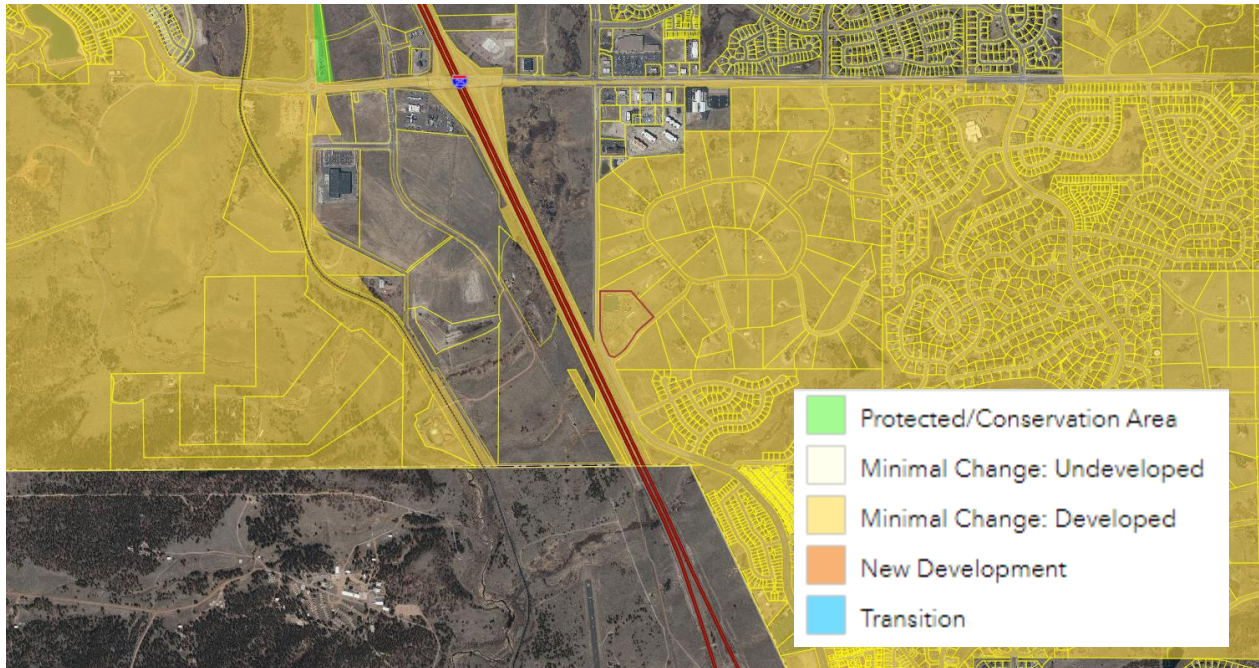 Protected/Conservation Area
Minimal Change: Undeveloped
Minimal Change: Developed
New Development
Transition